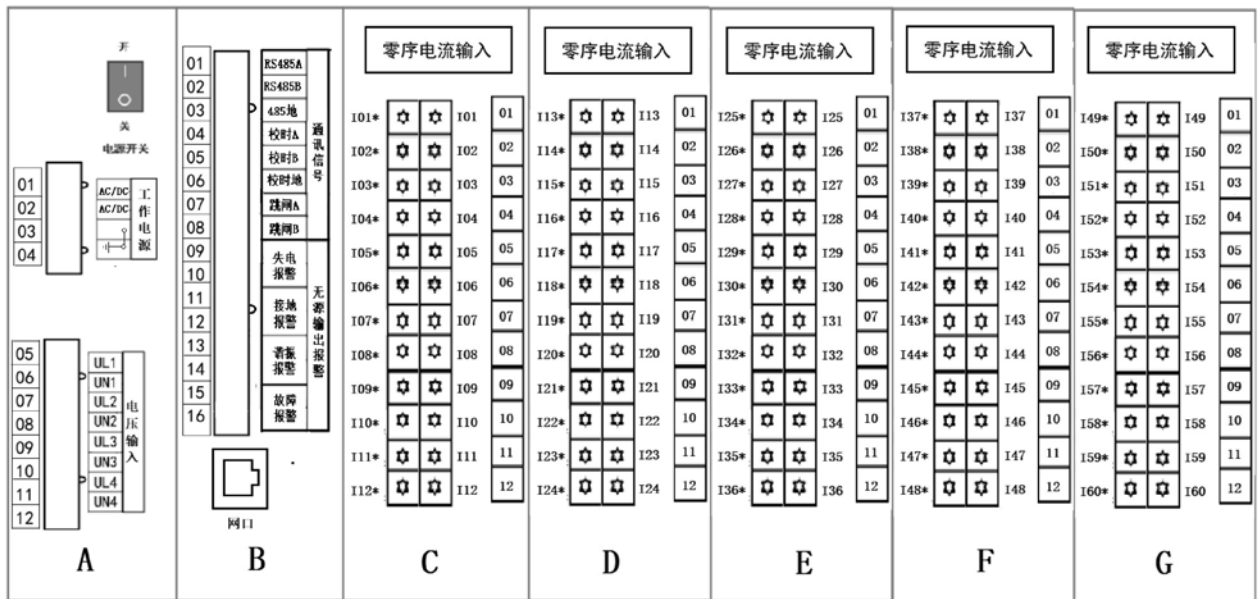 开
关
电源开关
01 AC/DC
02 AC/DC
03
04
工作电源
05 UL1
06 UN1
07 UL2
08 UN2
09 UL3
10 UN3
11 UL4
12 UN4
电压输入
A
01 RS485A
02 RS485B
03 485地
04 校时A
05 校时B
06 校时地
07 跳闸A
08 跳闸B
通讯信号
09 失电
10 报警
11 接地
12 报警
13 谐振
14 报警
15 故障
16 报警
无源输出报警
网口
B
零序电流输入
I01* I01 01
I02* I02 02
I03* I03 03
I04* I04 04
I05* I05 05
I06* I06 06
I07* I07 07
I08* I08 08
I09* I09 09
I10* I10 10
I11* I11 11
I12* I12 12
C
零序电流输入
I13* I13 01
I14* I14 02
I15* I15 03
I16* I16 04
I17* I17 05
I18* I18 06
I19* I19 07
I20* I20 08
I21* I21 09
I22* I22 10
I23* I23 11
I24* I24 12
D
零序电流输入
I25* I25 01
I26* I26 02
I27* I27 03
I28* I28 04
I29* I29 05
I30* I30 06
I31* I31 07
I32* I32 08
I33* I33 09
I34* I34 10
I35* I35 11
I36* I36 12
E
零序电流输入
I37* I37 01
I38* I38 02
I39* I39 03
I40* I40 04
I41* I41 05
I42* I42 06
I43* I43 07
I44* I44 08
I45* I45 09
I46* I46 10
I47* I47 11
I48* I48 12
F
零序电流输入
I49* I49 01
I50* I50 02
I51* I51 03
I52* I52 04
I53* I53 05
I54* I54 06
I55* I55 07
I56* I56 08
I57* I57 09
I58* I58 10
I59* I59 11
I60* I60 12
G